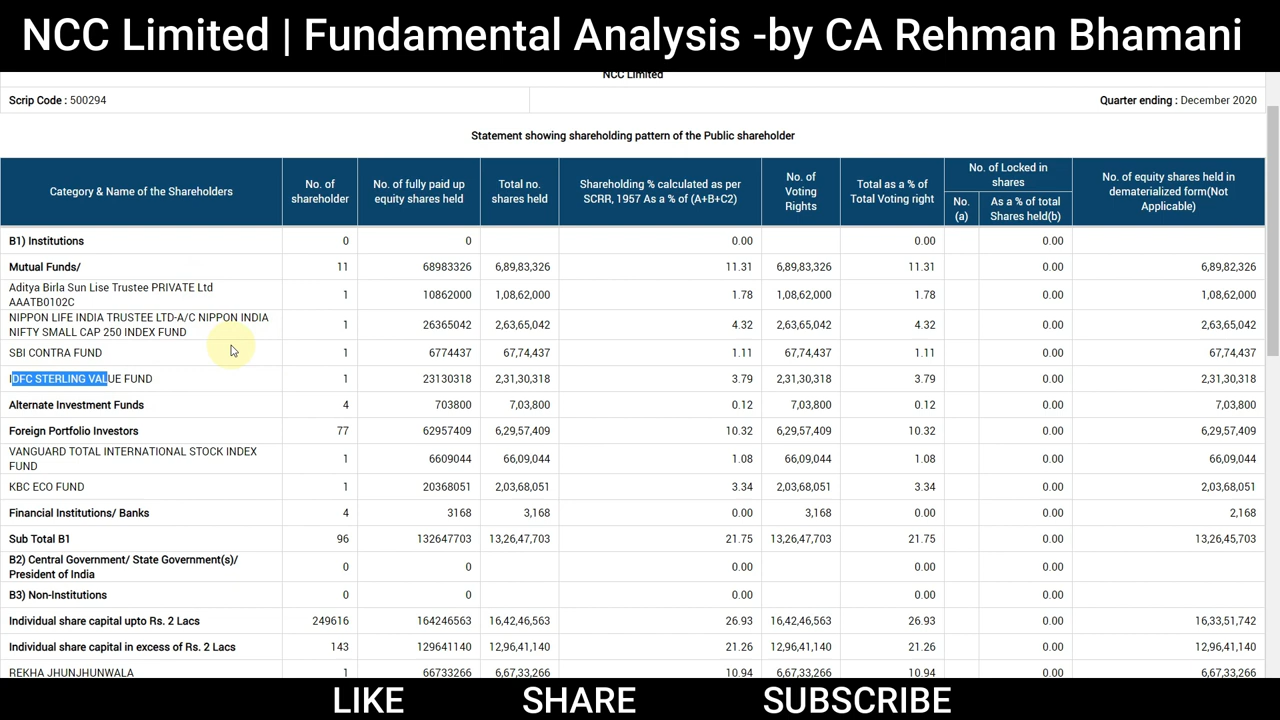 NCC Limited | Fundamental Analysis -by CA Rehman Bhamani
NCC Limited
Scrip Code : 500294 Quarter ending : December 2020
Statement showing shareholding pattern of the Public shareholder
Category & Name of the Shareholders
No. of shareholder
No. of fully paid up equity shares held
Total no. shares held
Shareholding % calculated as per SCRR, 1957 As a % of (A+B+C2)
No. of Voting Rights
Total as a % of Total Voting right
No. of Locked in shares
No. (a)
As a % of total Shares held(b)
No. of equity shares held in dematerialized form(Not Applicable)
B1) Institutions 0 0 0.00 0.00 0.00
Mutual Funds/ 11 68983326 6,89,83,326 11.31 6,89,83,326 11.31 0.00 6,89,82,326
Aditya Birla Sun Lise Trustee PRIVATE Ltd
AAATB0102C 1 10862000 1,08,62,000 1.78 1,08,62,000 1.78 0.00 1,08,62,000
NIPPON LIFE INDIA TRUSTEE LTD-A/C NIPPON INDIA
NIFTY SMALL CAP 250 INDEX FUND 1 26365042 2,63,65,042 4.32 2,63,65,042 4.32 0.00 2,63,65,042
SBI CONTRA FUND 1 6774437 67,74,437 1.11 67,74,437 1.11 0.00 67,74,437
IDFC STERLING VALUE FUND 1 23130318 2,31,30,318 3.79 2,31,30,318 3.79 0.00 2,31,30,318
Alternate Investment Funds 4 703800 7,03,800 0.12 7,03,800 0.12 0.00 7,03,800
Foreign Portfolio Investors 77 62957409 6,29,57,409 10.32 6,29,57,409 10.32 0.00 6,29,57,409
VANGUARD TOTAL INTERNATIONAL STOCK INDEX
FUND 1 6609044 66,09,044 1.08 66,09,044 1.08 0.00 66,09,044
KBC ECO FUND 1 20368051 2,03,68,051 3.34 2,03,68,051 3.34 0.00 2,03,68,051
Financial Institutions/ Banks 4 3168 3,168 0.00 3,168 0.00 0.00 2,168
Sub Total B1 96 132647703 13,26,47,703 21.75 13,26,47,703 21.75 0.00 13,26,45,703
B2) Central Government/ State Government(s)/
President of India 0 0 0.00 0.00 0.00
B3) Non-Institutions 0 0 0.00 0.00 0.00
Individual share capital upto Rs. 2 Lacs 249616 164246563 16,42,46,563 26.93 16,42,46,563 26.93 0.00 16,33,51,742
Individual share capital in excess of Rs. 2 Lacs 143 129641140 12,96,41,140 21.26 12,96,41,140 21.26 0.00 12,96,41,140
REKHA JHUNJHUNWALA 1 66733266 6,67,33,266 10.94 6,67,33,266 10.94 0.00 6,67,33,266
LIKE SHARE SUBSCRIBE